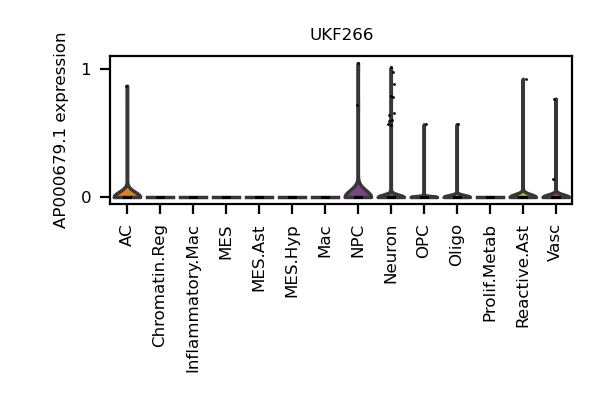 UKF266
AP000679.1 expression
1
0
AC
Chromatin.Reg
Inflammatory.Mac
MES
MES.Ast
MES.Hyp
Mac
NPC
Neuron
OPC
Oligo
Prolif.Metab
Reactive.Ast
Vasc